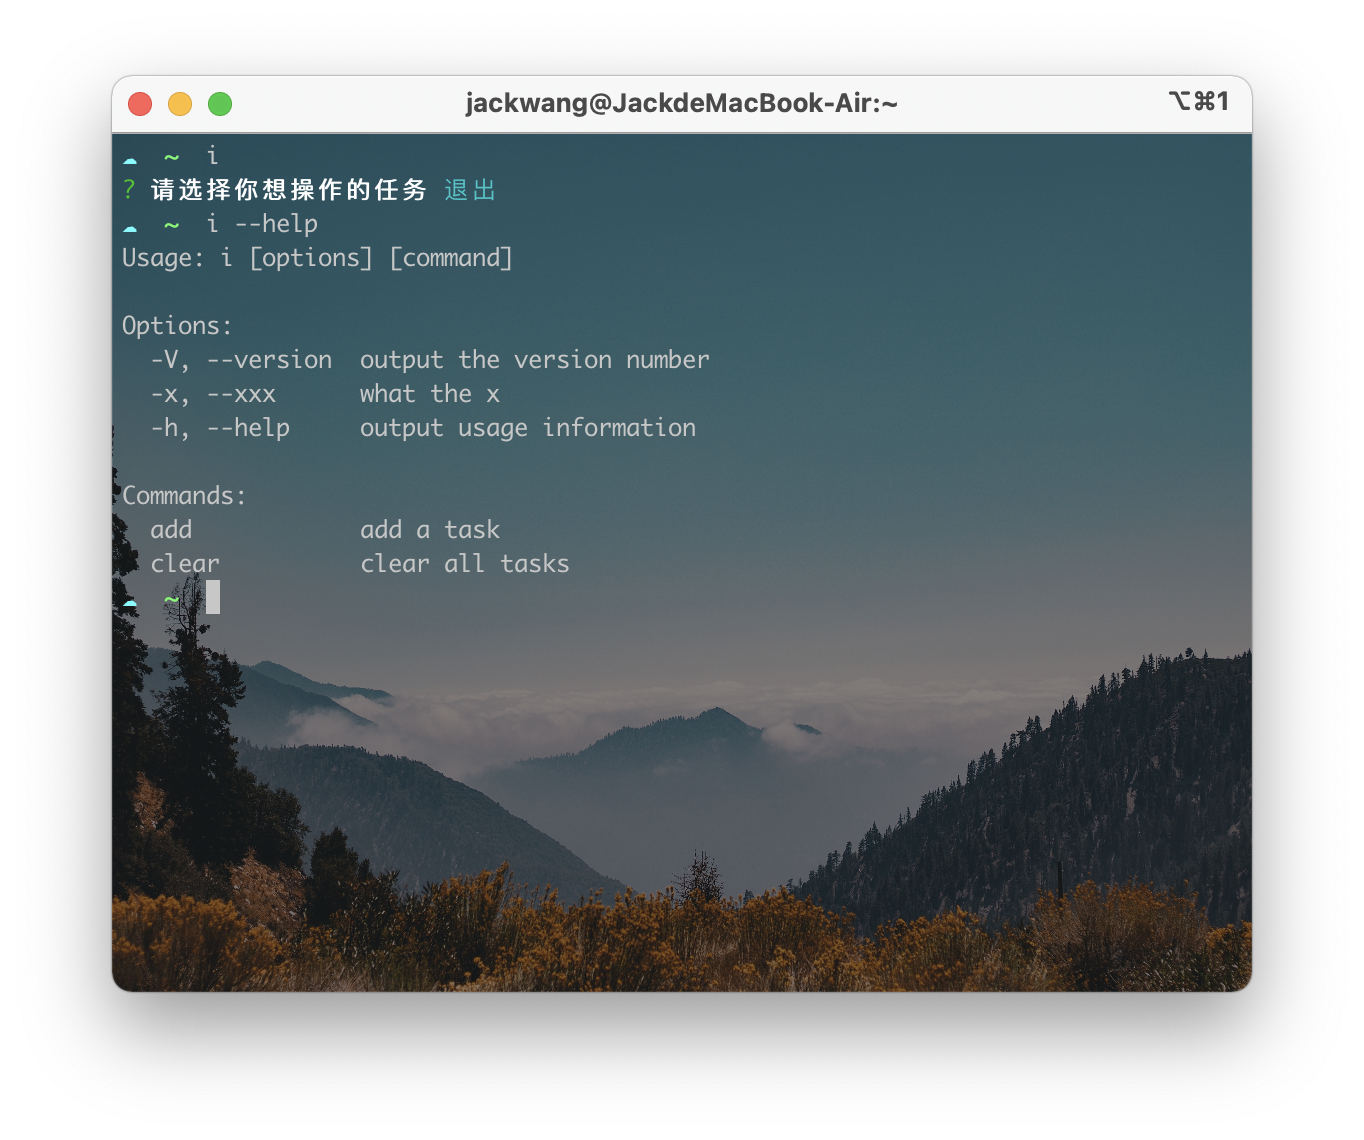 jackwang@JackdeMacBook-Air:~ ⌥⌘1
☁ ~ i
? 请选择你想操作的任务 退出
☁ ~ i --help
Usage: i [options] [command]
Options:
-V, --version output the version number
-x, --xxx what the x
-h, --help output usage information
Commands:
add add a task
clear clear all tasks
☁ ~